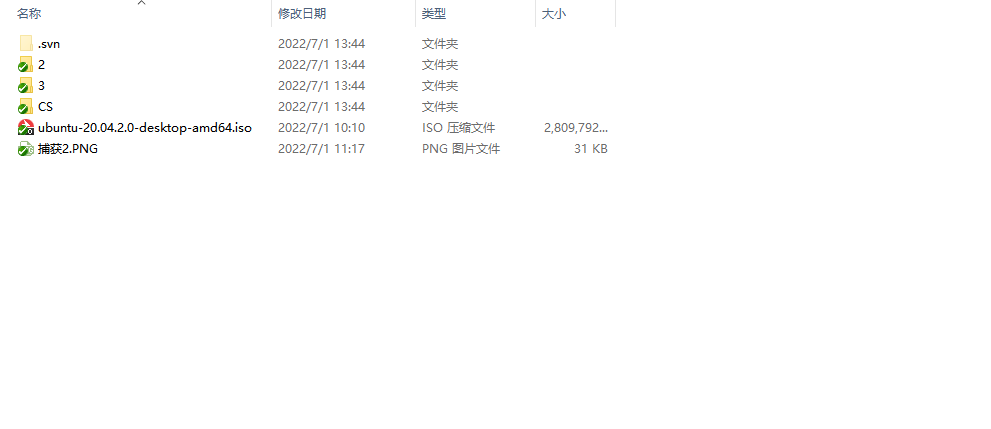 名称 修改日期 类型 大小
.svn 2022/7/1 13:44 文件夹
2 2022/7/1 13:44 文件夹
3 2022/7/1 13:44 文件夹
CS 2022/7/1 13:44 文件夹
ubuntu-20.04.2.0-desktop-amd64.iso 2022/7/1 10:10 ISO 压缩文件 2,809,792...
捕获2.PNG 2022/7/1 11:17 PNG 图片文件 31 KB